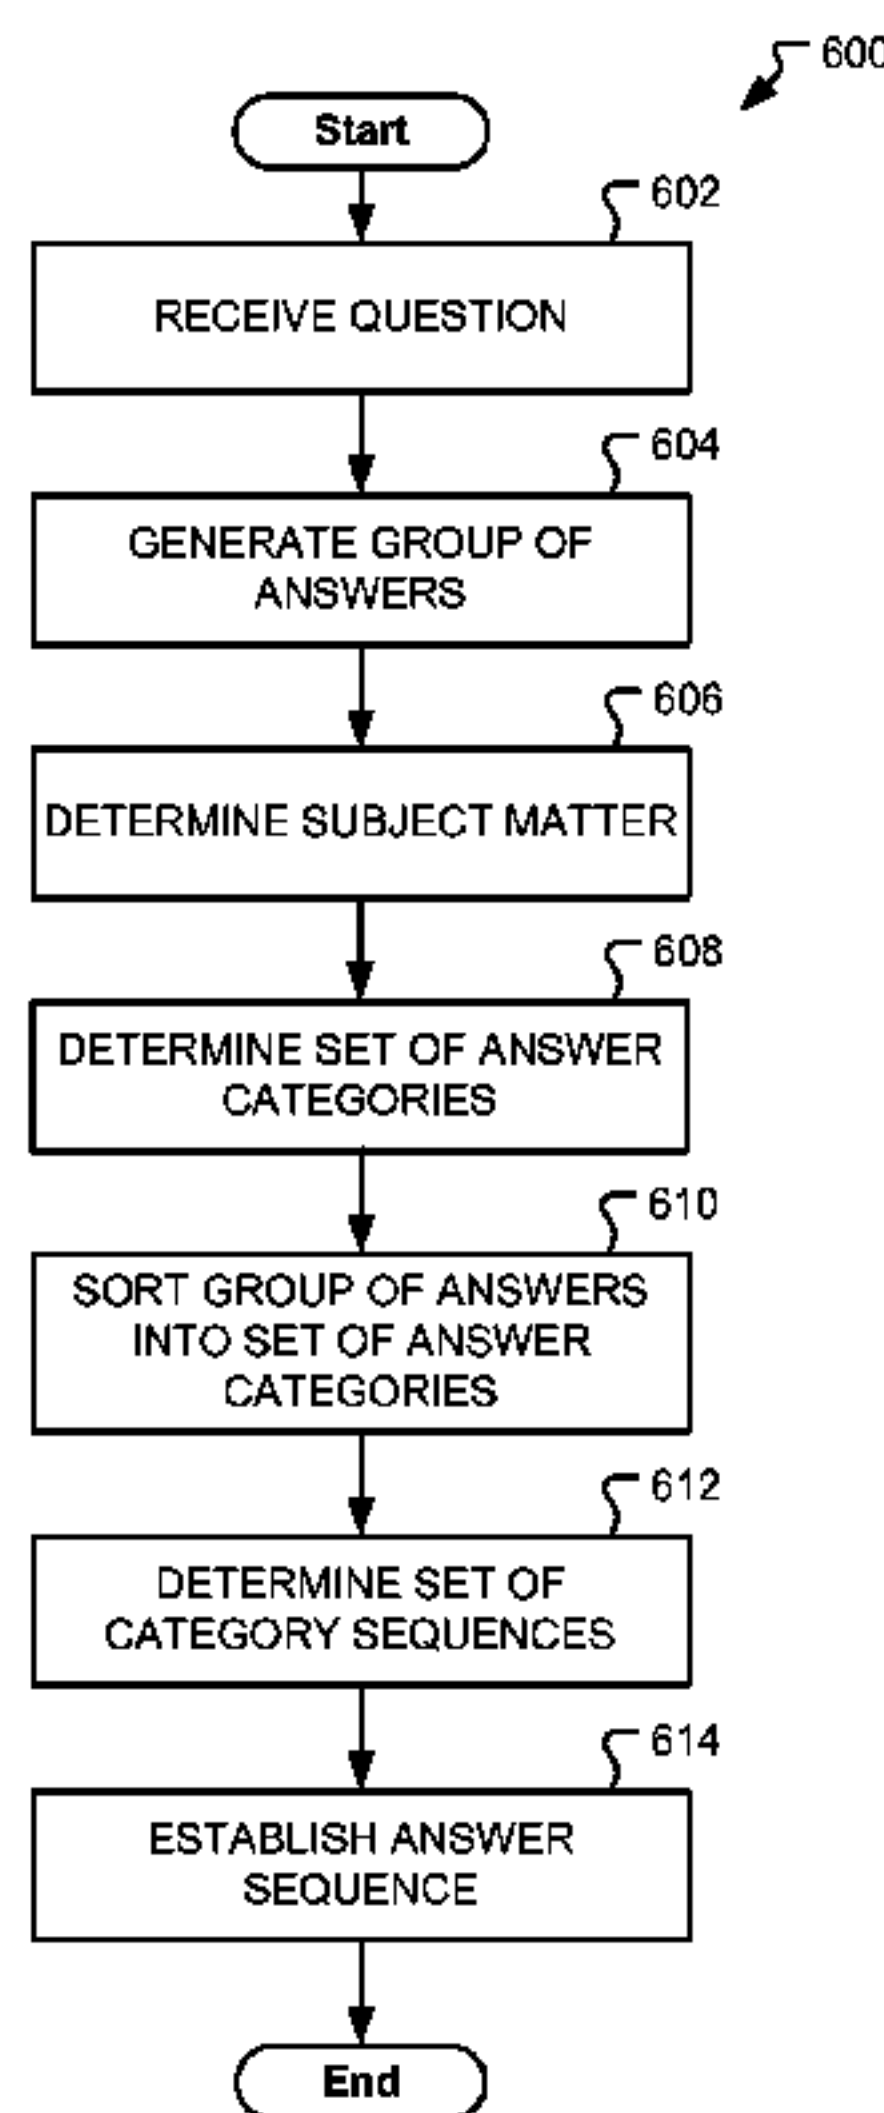 600
Start
602
RECEIVE QUESTION
604
GENERATE GROUP OF
ANSWERS
606
DETERMINE SUBJECT MATTER
608
DETERMINE SET OF ANSWER
CATEGORIES
610
SORT GROUP OF ANSWERS
INTO SET OF ANSWER
CATEGORIES
612
DETERMINE SET OF
CATEGORY SEQUENCES
614
ESTABLISH ANSWER
SEQUENCE
End